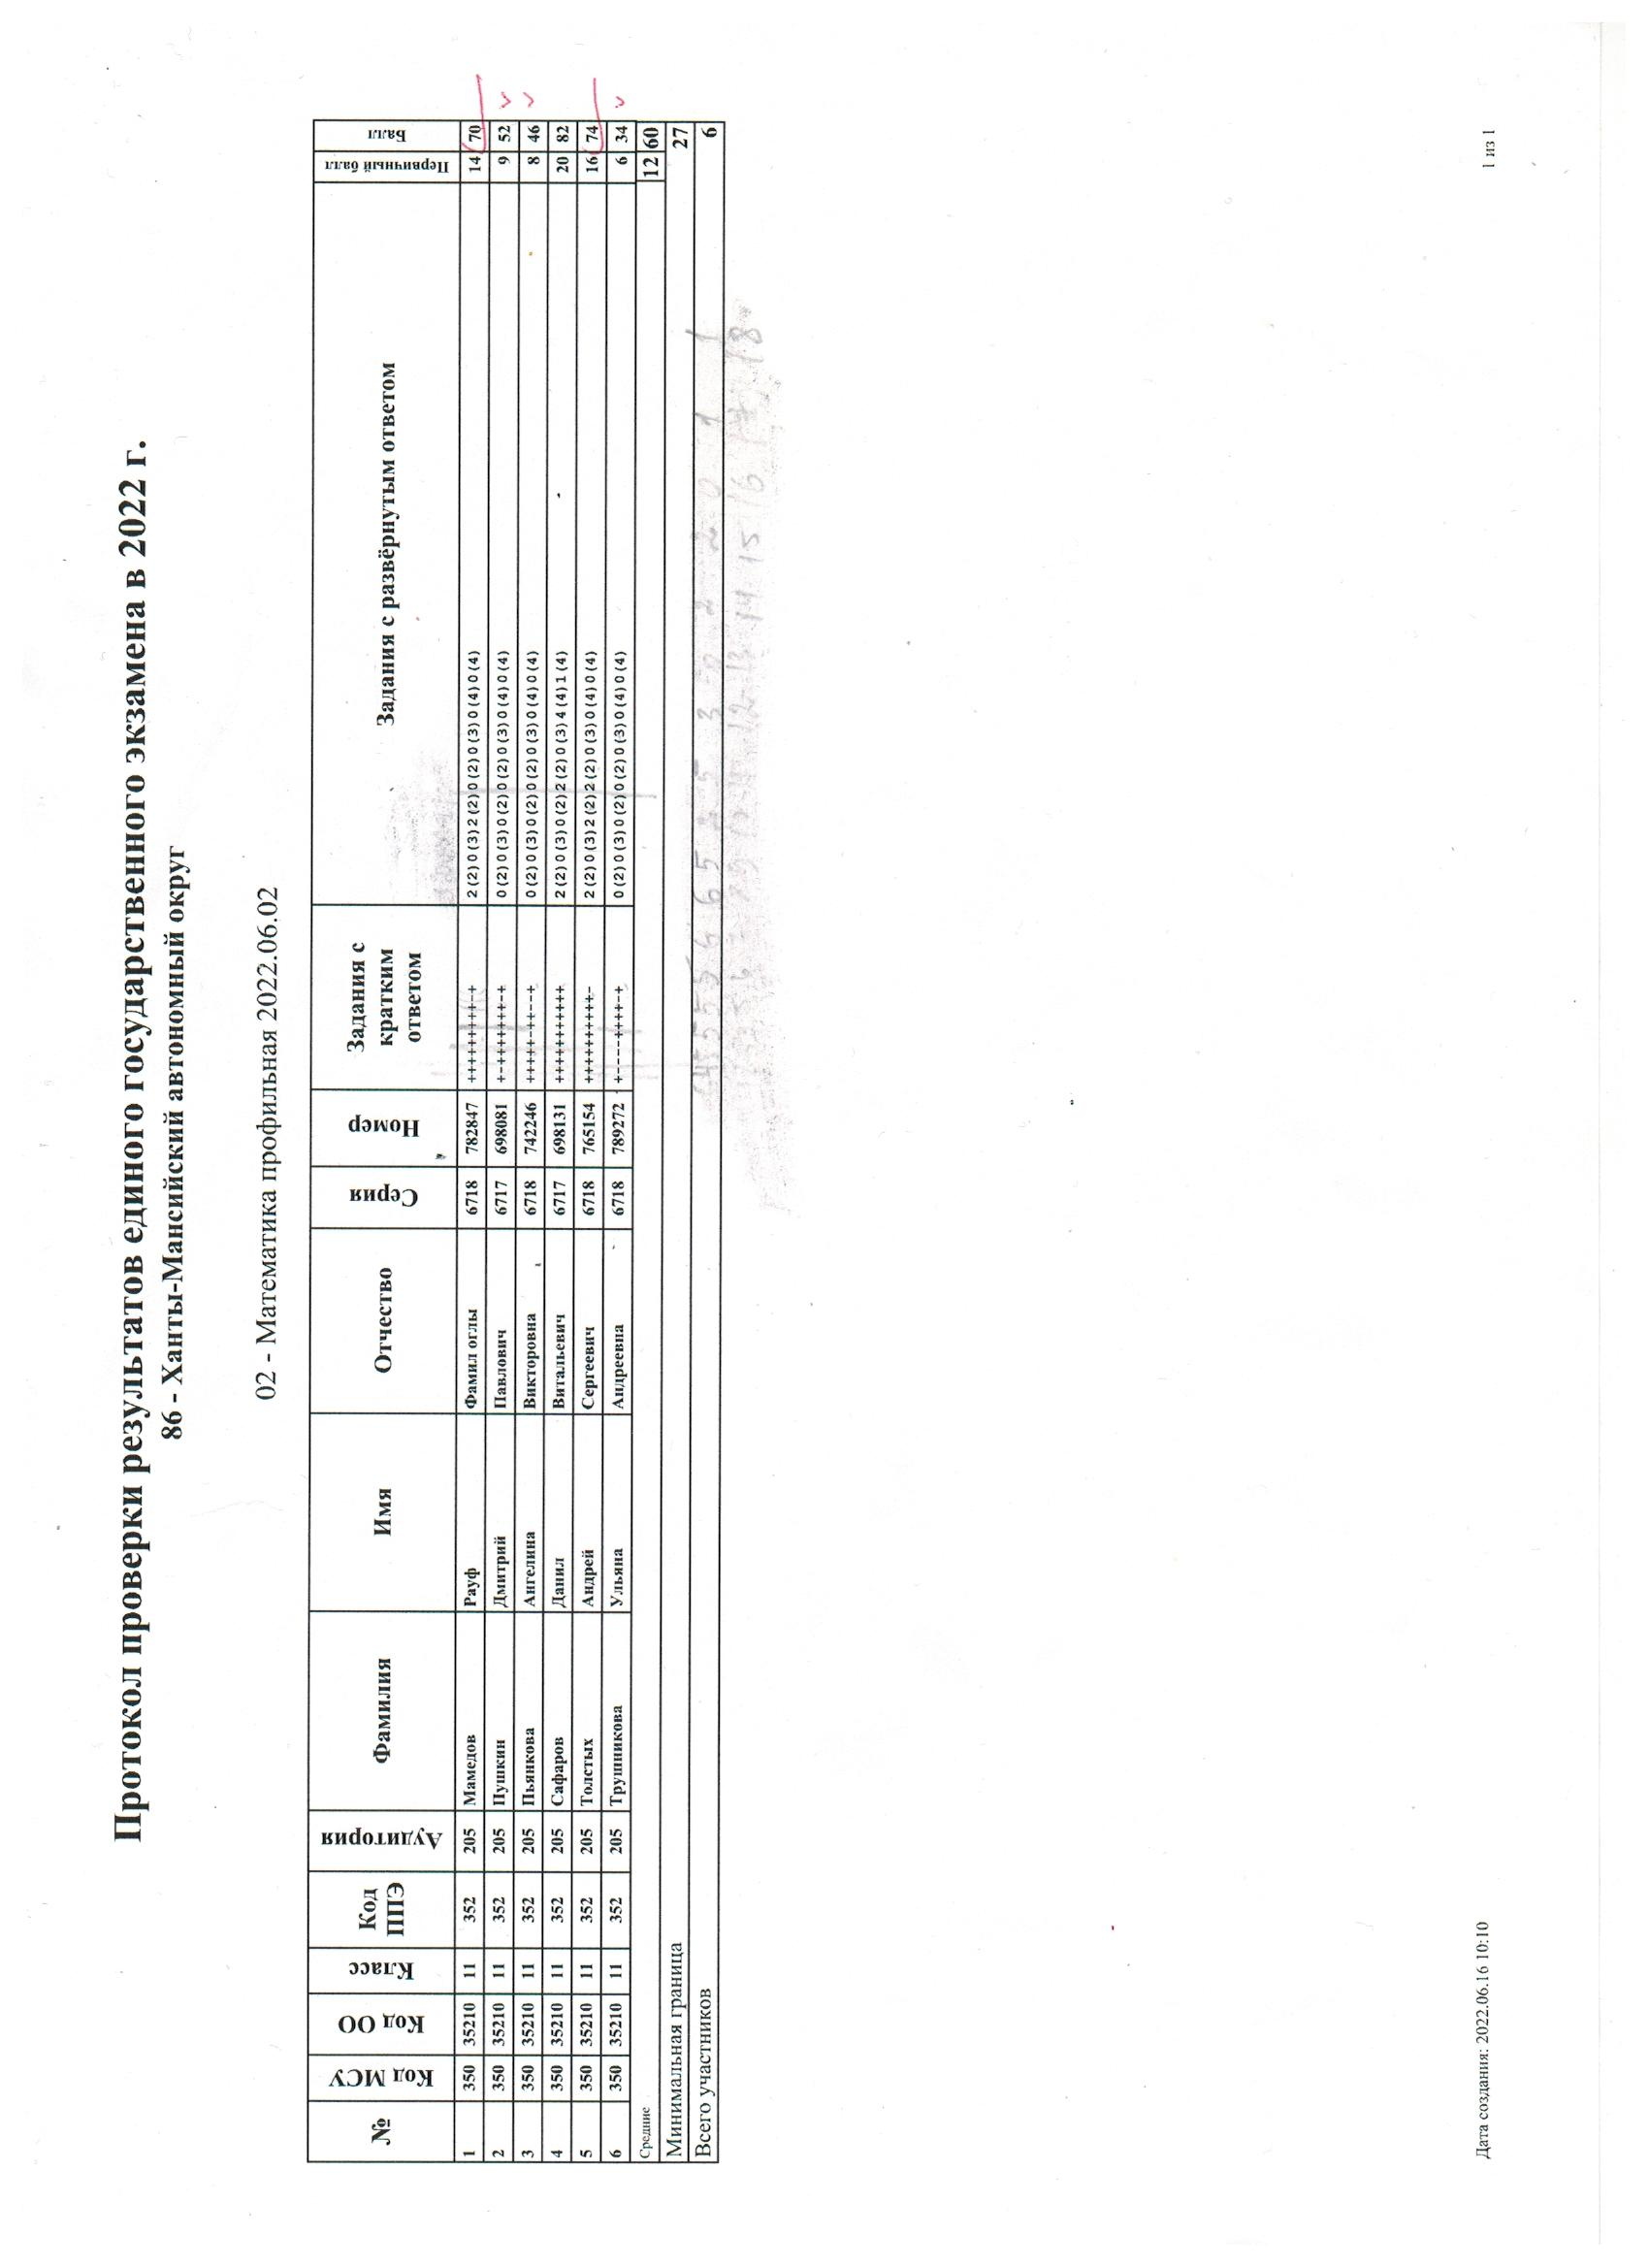 Протокол проверки результатов единого государственного экзамена в 2022 г.
86 - Ханты-Мансийский автономный округ
02 - Математика профильная 2022.06.02
№ Код МСУ Код ОО Класс Код ППЭ Аудитория Фамилия Имя Отчество Серия Номер Задания с кратким ответом Задания с развёрнутым ответом Первичный балл Балл
1 350 35210 11 352 205 Мамедов Рауф Фамил оглы 6718 782847 +++++++++-+ 2(2)0(3)2(2)0(2)0(3)0(4)0(4) 14 70
2 350 35210 11 352 205 Пушкин Дмитрий Павлович 6717 698081 +-+++++++-+ 0(2)0(3)0(2)0(2)0(3)0(4)0(4) 9 52
3 350 35210 11 352 205 Пьянкова Ангелина Викторовна 6718 742246 +++++-++--+ 0(2)0(3)0(2)0(2)0(3)0(4)0(4) 8 46
4 350 35210 11 352 205 Сафаров Данил Витальевич 6717 698131 +++++++++++ 2(2)0(3)0(2)2(2)0(3)4(4)1(4) 20 82
5 350 35210 11 352 205 Толстых Андрей Сергеевич 6718 765154 ++++++++++- 2(2)0(3)2(2)2(2)0(3)0(4)0(4) 16 74
6 350 35210 11 352 205 Трушникова Ульяна Андреевна 6718 789272 +----++++-+ 0(2)0(3)0(2)0(2)0(3)0(4)0(4) 6 34
Средние 12 60
Минимальная граница 27
Всего участников 6
Дата создания: 2022.06.16 10:10 1 из 1